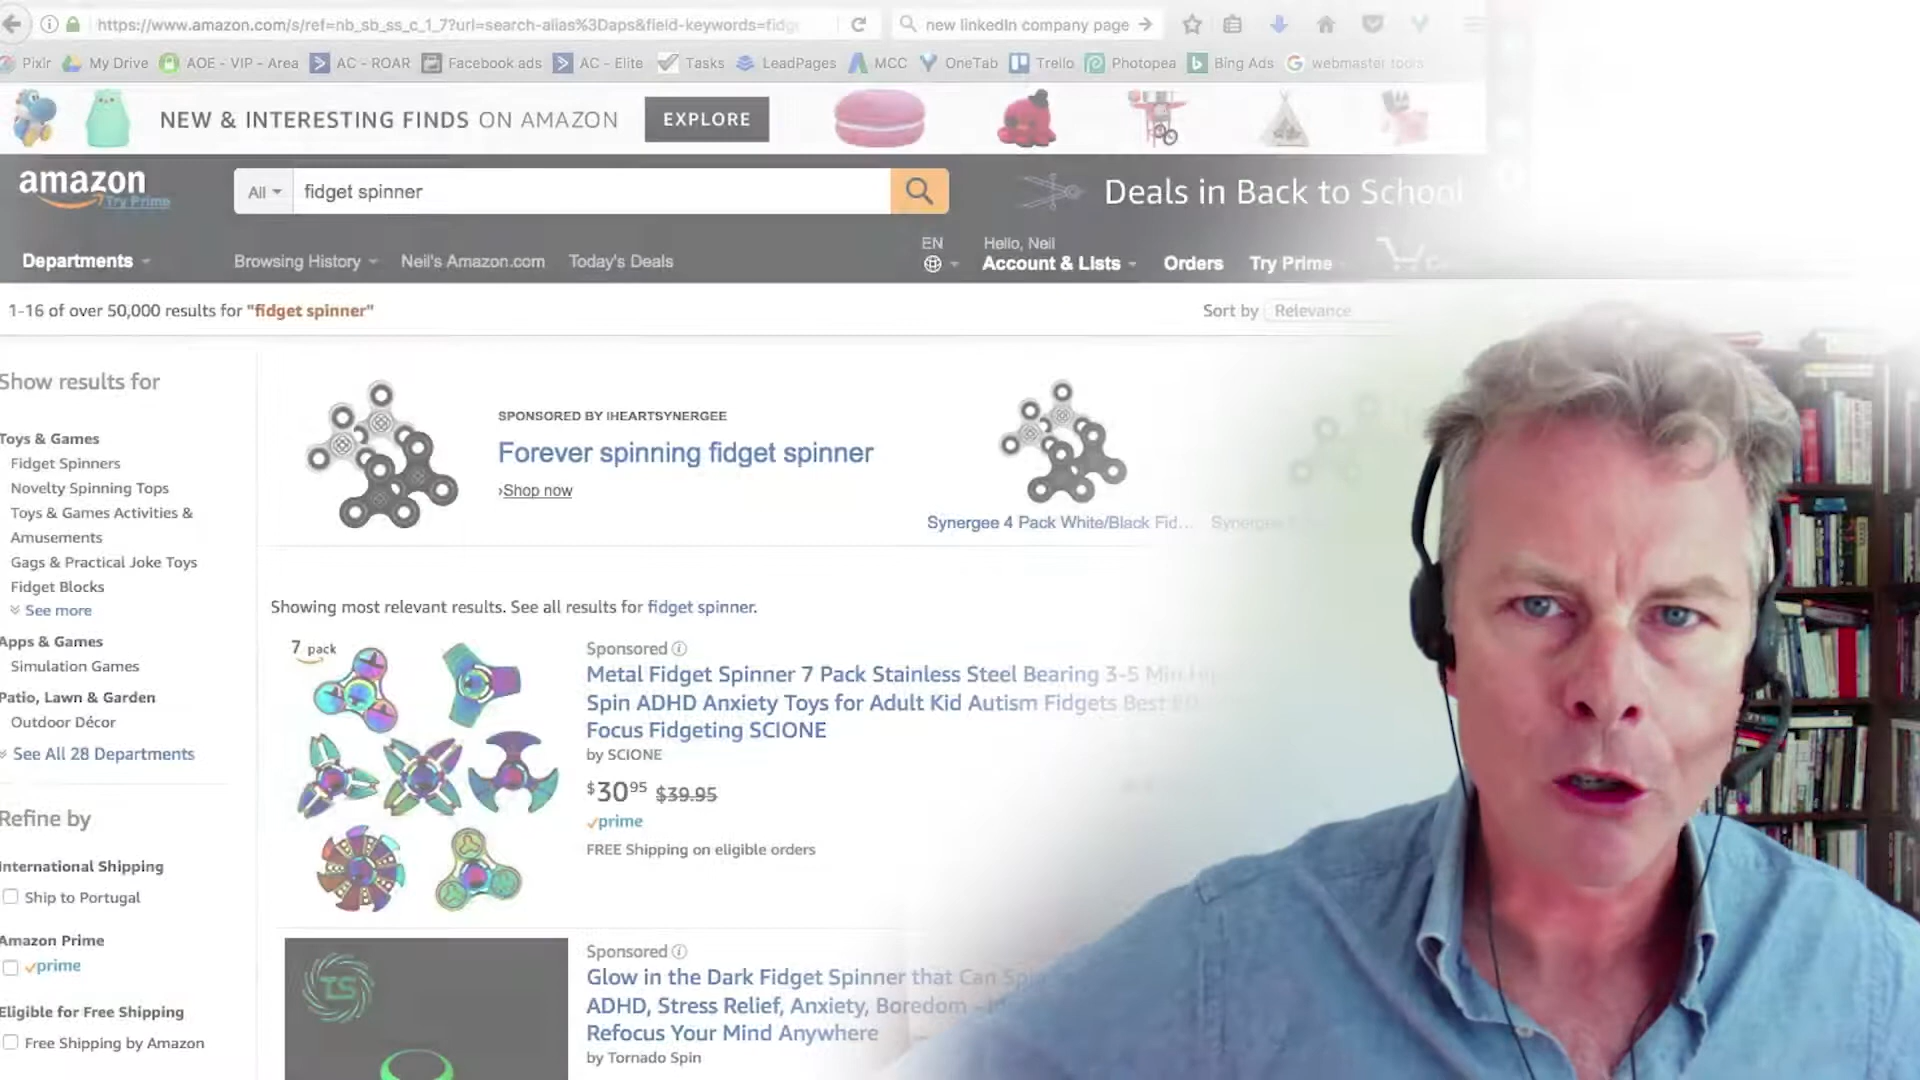 https://www.amazon.com/s/ref=nb_sb_ss_c_1_7?url=search-alias%3Daps&field-keywords=fidg
new linkedIn company page
Pixlr My Drive AOE - VIP - Area AC - ROAR Facebook ads AC - Elite Tasks LeadPages MCC OneTab Trello Photopea Bing Ads webmaster tools
NEW & INTERESTING FINDS ON AMAZON EXPLORE
amazon
Try Prime
All fidget spinner
Deals in Back to School
Departments Browsing History Neil's Amazon.com Today's Deals
EN
Hello, Neil
Account & Lists Orders Try Prime
1-16 of over 50,000 results for "fidget spinner"
Sort by Relevance
Show results for
Toys & Games
Fidget Spinners
Novelty Spinning Tops
Toys & Games Activities &
Amusements
Gags & Practical Joke Toys
Fidget Blocks
See more
Apps & Games
Simulation Games
Patio, Lawn & Garden
Outdoor Décor
See All 28 Departments
Refine by
International Shipping
Ship to Portugal
Amazon Prime
prime
Eligible for Free Shipping
Free Shipping by Amazon
SPONSORED BY IHEARTSYNERGEE
Forever spinning fidget spinner
›Shop now
Synergee 4 Pack White/Black Fid...
Synergee
Showing most relevant results. See all results for fidget spinner.
7 pack
Sponsored
Metal Fidget Spinner 7 Pack Stainless Steel Bearing 3-5 Min
Spin ADHD Anxiety Toys for Adult Kid Autism Fidgets Best
Focus Fidgeting SCIONE
by SCIONE
$30.95 $39.95
prime
FREE Shipping on eligible orders
TS
Sponsored
Glow in the Dark Fidget Spinner that Can
ADHD, Stress Relief, Anxiety, Boredom -
Refocus Your Mind Anywhere
by Tornado Spin